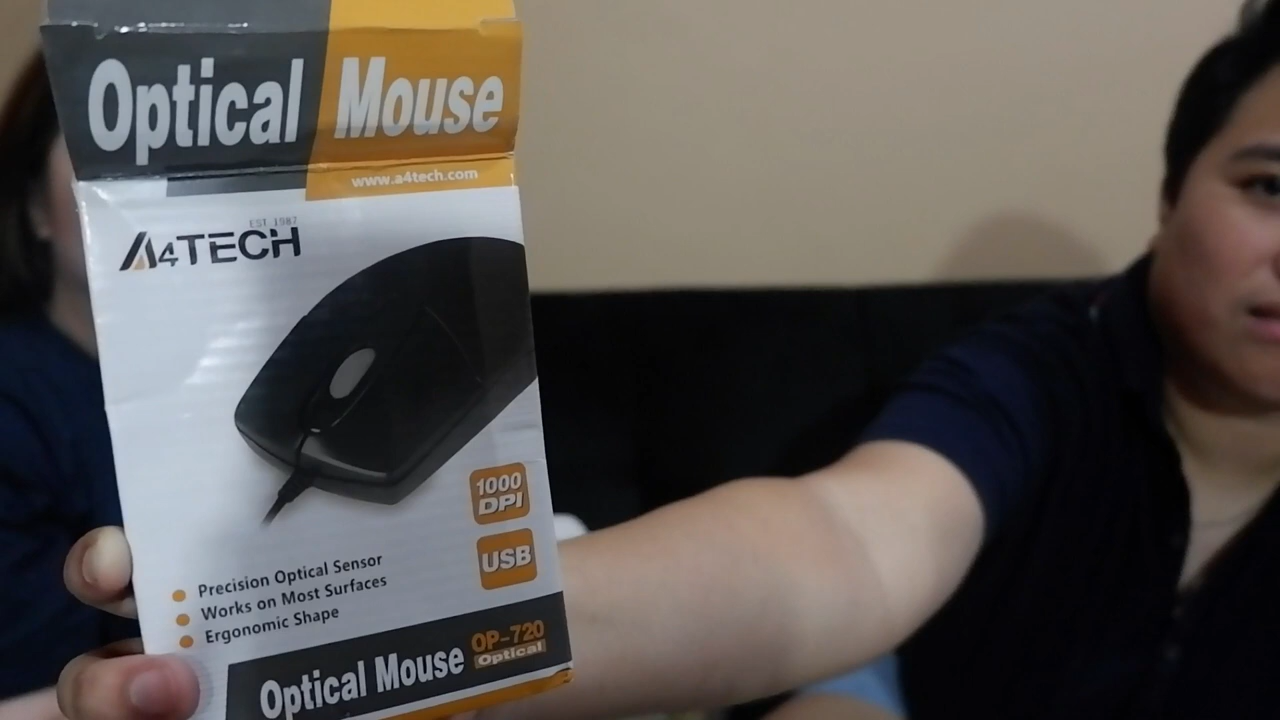 Optical Mouse
www.a4tech.com
EST. 1987
A4TECH
1000
DPI
USB
Precision Optical Sensor
Works on Most Surfaces
Ergonomic Shape
Optical Mouse OP-720
Optical